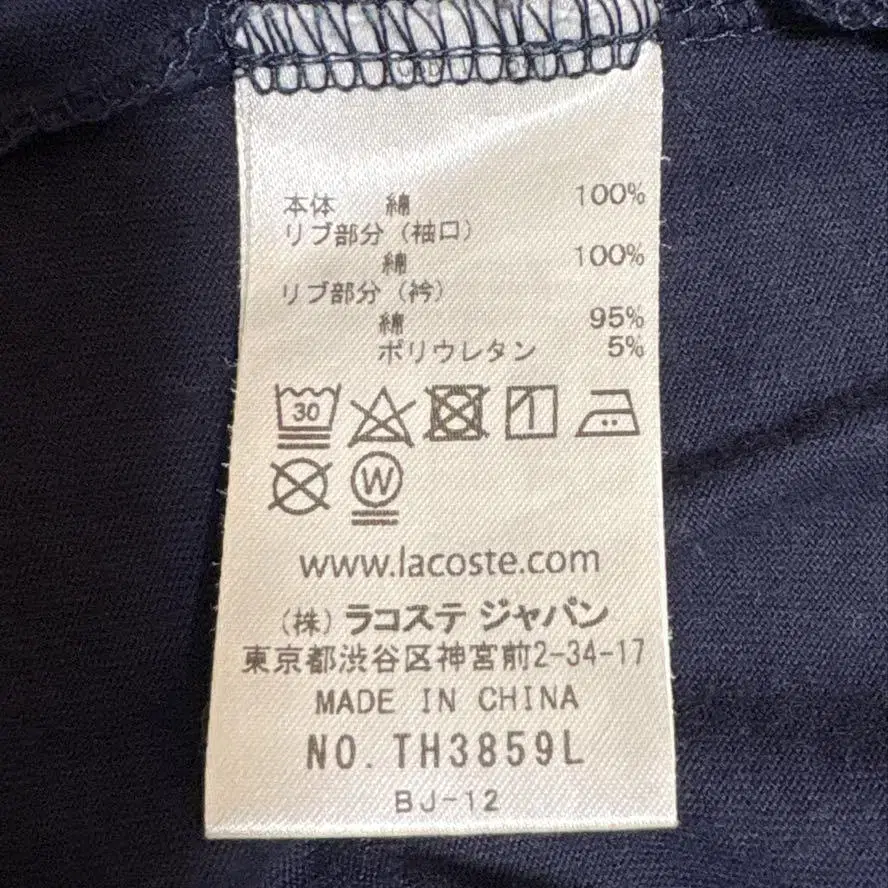 本体 綿 100%
リブ部分（袖口）
綿 100%
リブ部分（衿）
綿 95%
ポリウレタン 5%
30
W
www.lacoste.com
（株）ラコステ ジャパン
東京都渋谷区神宮前2-34-17
MADE IN CHINA
NO. TH3859L
BJ-12